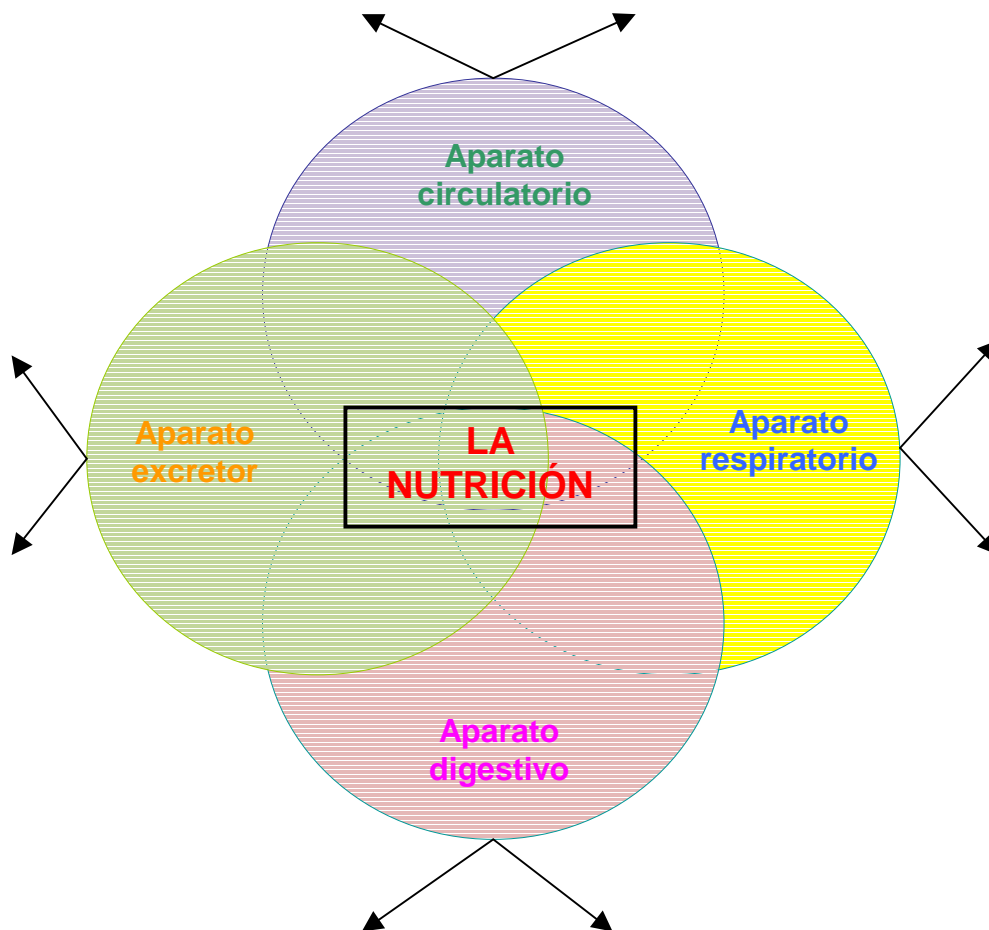 Aparato
circulatorio
Aparato
excretor
LA
NUTRICIÓN
Aparato
respiratorio
Aparato
digestivo